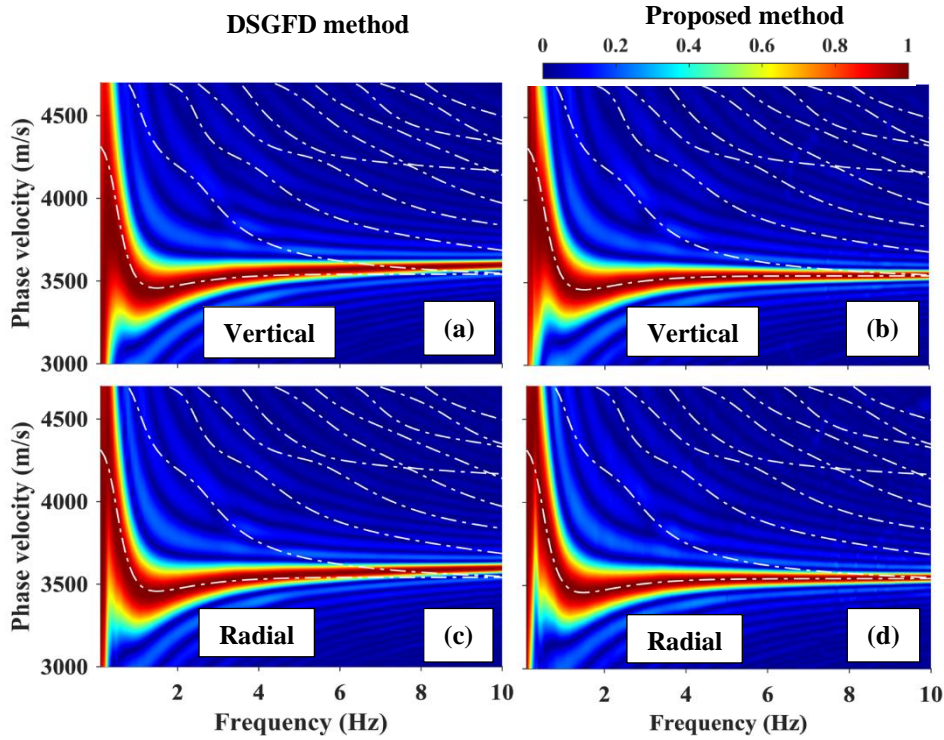 DSGFD method
Proposed method
0 0.2 0.4 0.6 0.8 1
Phase velocity (m/s)
4500
4000
3500
3000
Vertical
(a)
Vertical
(b)
Phase velocity (m/s)
4500
4000
3500
3000
Radial
(c)
Radial
(d)
2 4 6 8 10
2 4 6 8 10
Frequency (Hz)
Frequency (Hz)